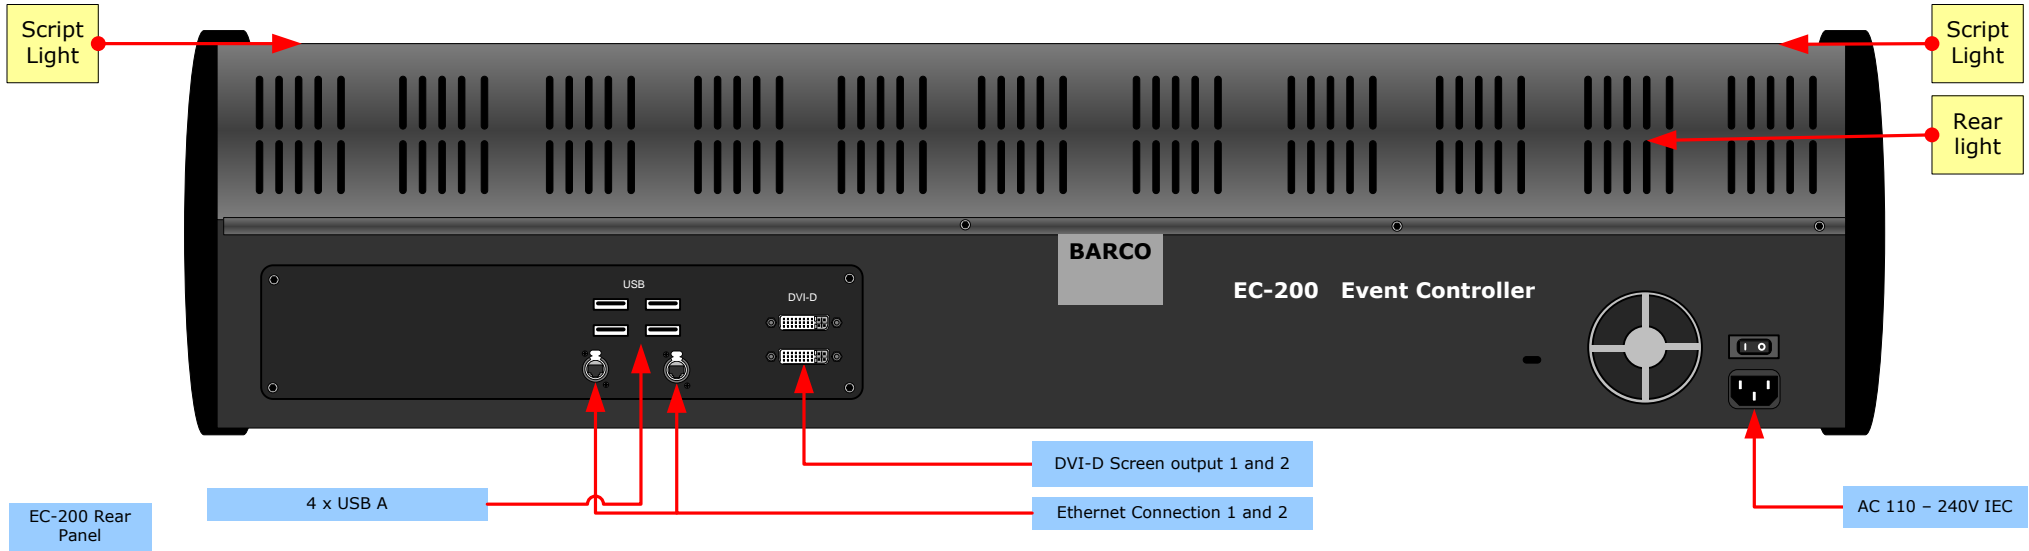 Script
Light
Script
Light
Rear
light
BARCO
EC-200   Event Controller
USB
DVI-D
DVI-D Screen output 1 and 2
4 x USB A
Ethernet Connection 1 and 2
AC 110 – 240V IEC
EC-200 Rear
Panel